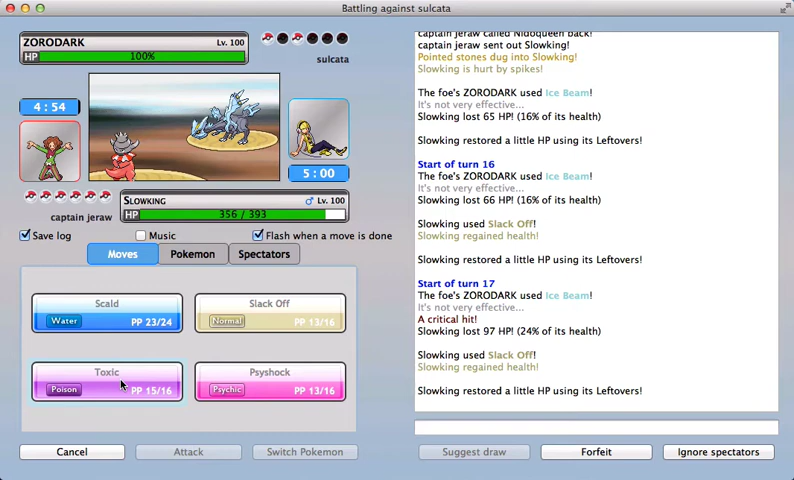 Battling against sulcata
ZORODARK Lv. 100
HP 100%
sulcata
4:54
5:00
SLOWKING ♂ Lv. 100
HP 356 / 393
captain jeraw
Save log Music Flash when a move is done
Moves Pokemon Spectators
Scald
Water PP 23/24
Slack Off
Normal PP 13/16
Toxic
Poison PP 15/16
Psyshock
Psychic PP 13/16
Cancel Attack Switch Pokemon
captain jeraw called Nidoqueen back!
captain jeraw sent out Slowking!
Pointed stones dug into Slowking!
Slowking is hurt by spikes!
The foe's ZORODARK used Ice Beam!
It's not very effective...
Slowking lost 65 HP! (16% of its health)
Slowking restored a little HP using its Leftovers!
Start of turn 16
The foe's ZORODARK used Ice Beam!
It's not very effective...
Slowking lost 66 HP! (16% of its health)
Slowking used Slack Off!
Slowking regained health!
Slowking restored a little HP using its Leftovers!
Start of turn 17
The foe's ZORODARK used Ice Beam!
It's not very effective...
A critical hit!
Slowking lost 97 HP! (24% of its health)
Slowking used Slack Off!
Slowking regained health!
Slowking restored a little HP using its Leftovers!
Suggest draw Forfeit Ignore spectators